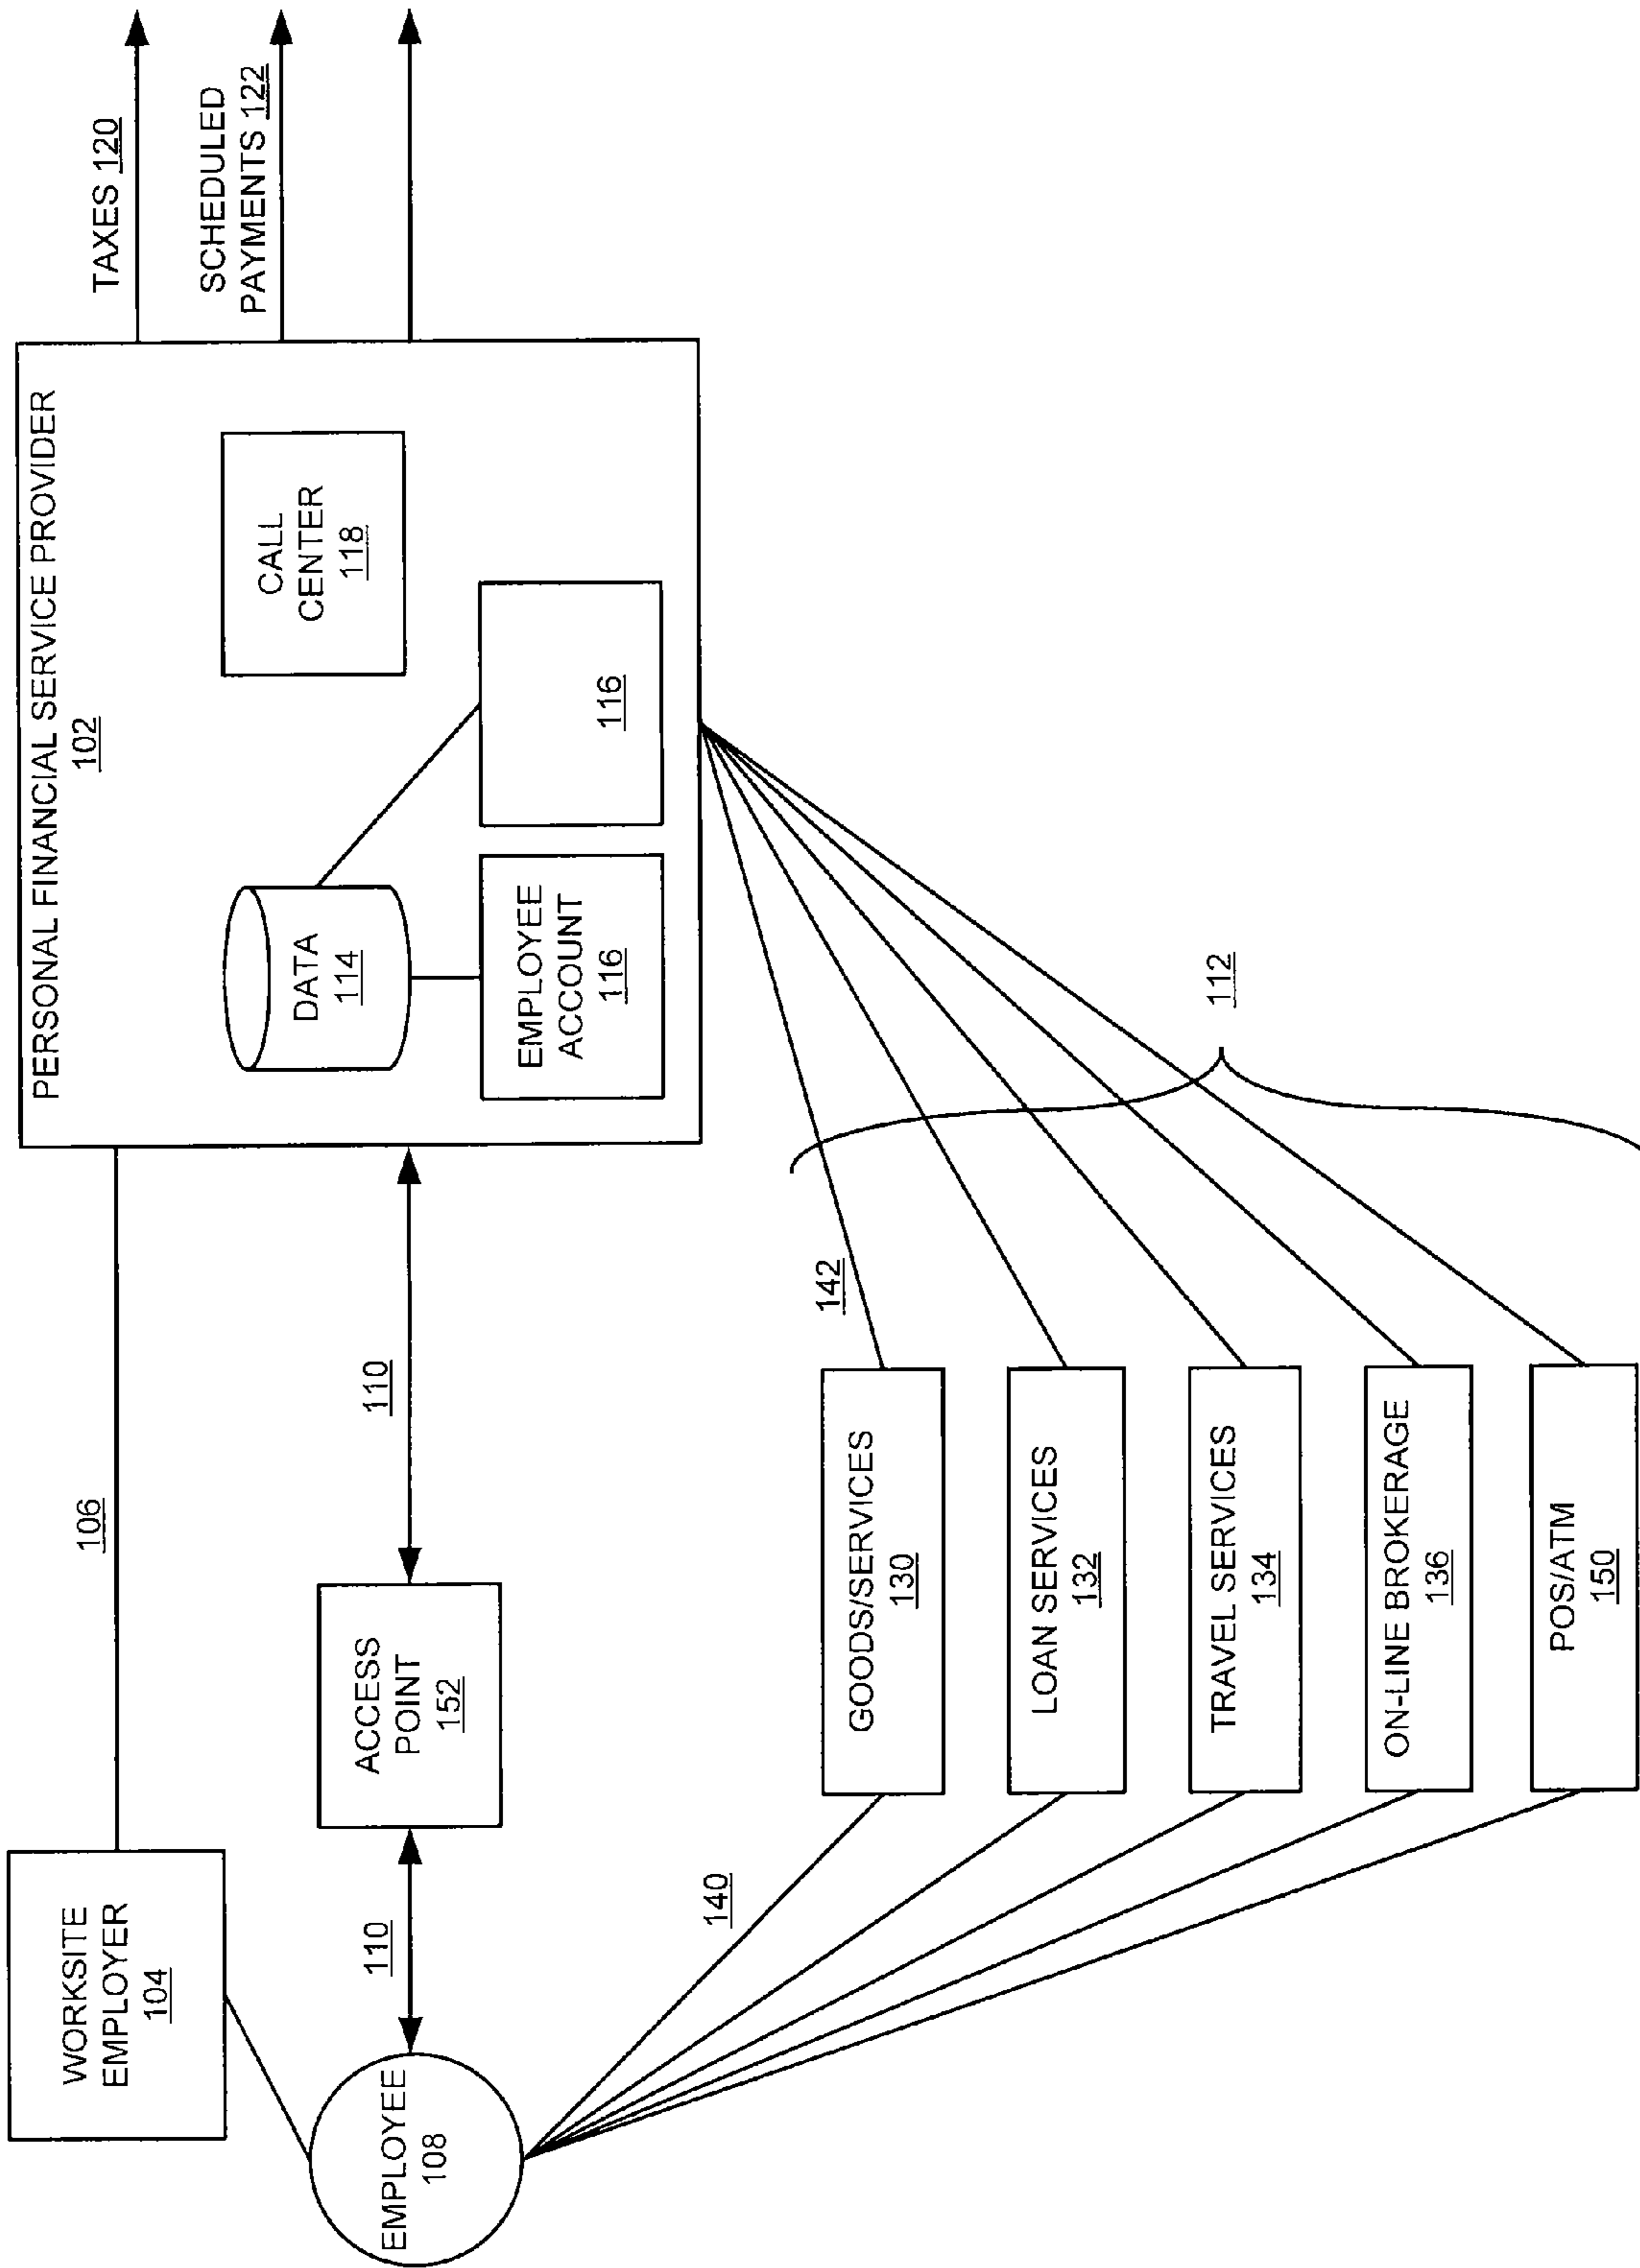 WORKSITE
EMPLOYER
104
106
PERSONAL FINANCIAL SERVICE PROVIDER
102
TAXES 120
SCHEDULED
PAYMENTS 122
EMPLOYEE
108
110
ACCESS
POINT
152
110
DATA
114
CALL
CENTER
118
EMPLOYEE
ACCOUNT
116
116
140
142
GOODS/SERVICES
130
LOAN SERVICES
132
TRAVEL SERVICES
134
ON-LINE BROKERAGE
136
POS/ATM
150
112